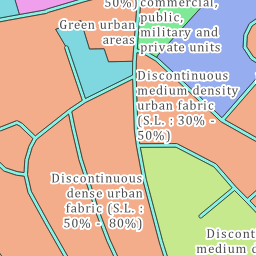 50%)
commercial,
public,
military and
private units
Green urban
areas
Discontinuous
medium density
urban fabric
(S.L. : 30% -
50%)
Discontinuous
dense urban
fabric (S.L. :
50% - 80%)
Discont
medium d